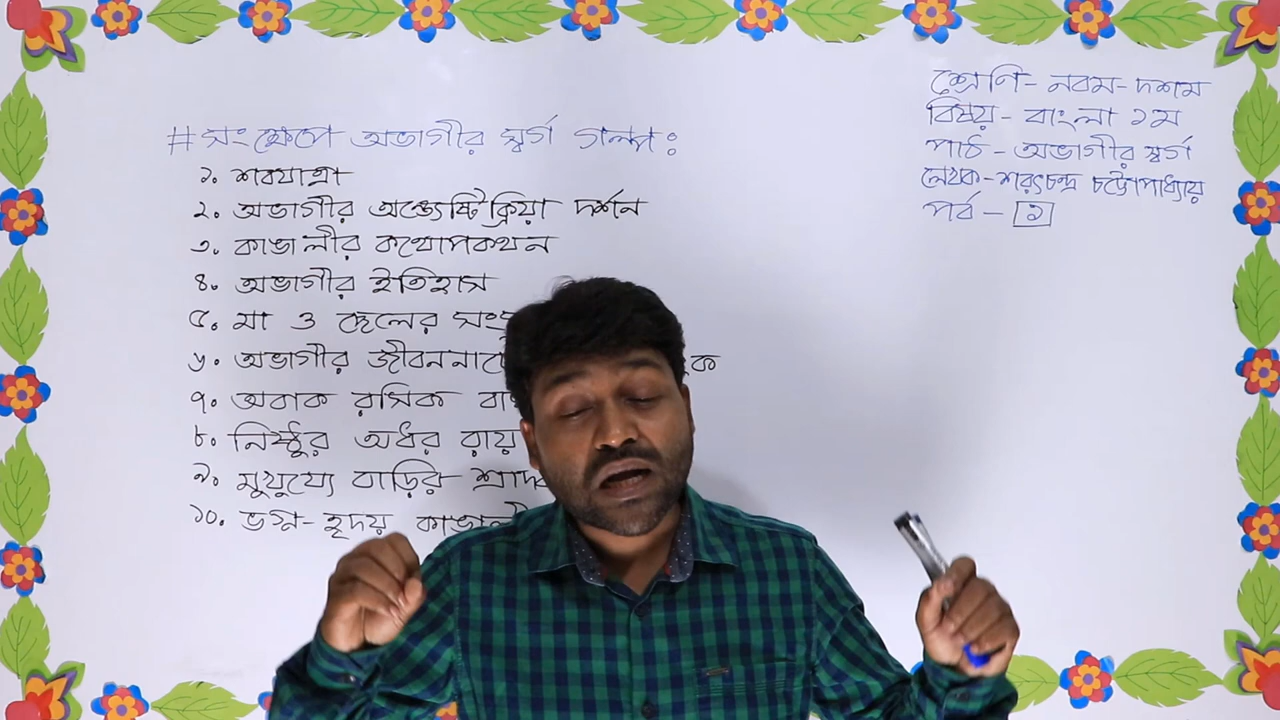 # সংক্ষেপে অভাগীর স্বর্গ গল্প :
১. শবযাত্রা
২. অভাগীর অন্ত্যেষ্টিক্রিয়া দর্শন
৩. কাঙালীর কথোপকথন
৪. অভাগীর ইতিহাস
৫. মা ও ছেলের
৬. অভাগীর
৭. অবাক রসিক
৮. নিষ্ঠুর অধর রায়
৯. মুখুয্যে বাড়ির
১০. ভগ্ন-হৃদয়
শ্রেণি- নবম-দশম
বিষয়- বাংলা ১ম
পাঠ- অভাগীর স্বর্গ
লেখক-শরৎচন্দ্র চট্টোপাধ্যায়
পর্ব- ১